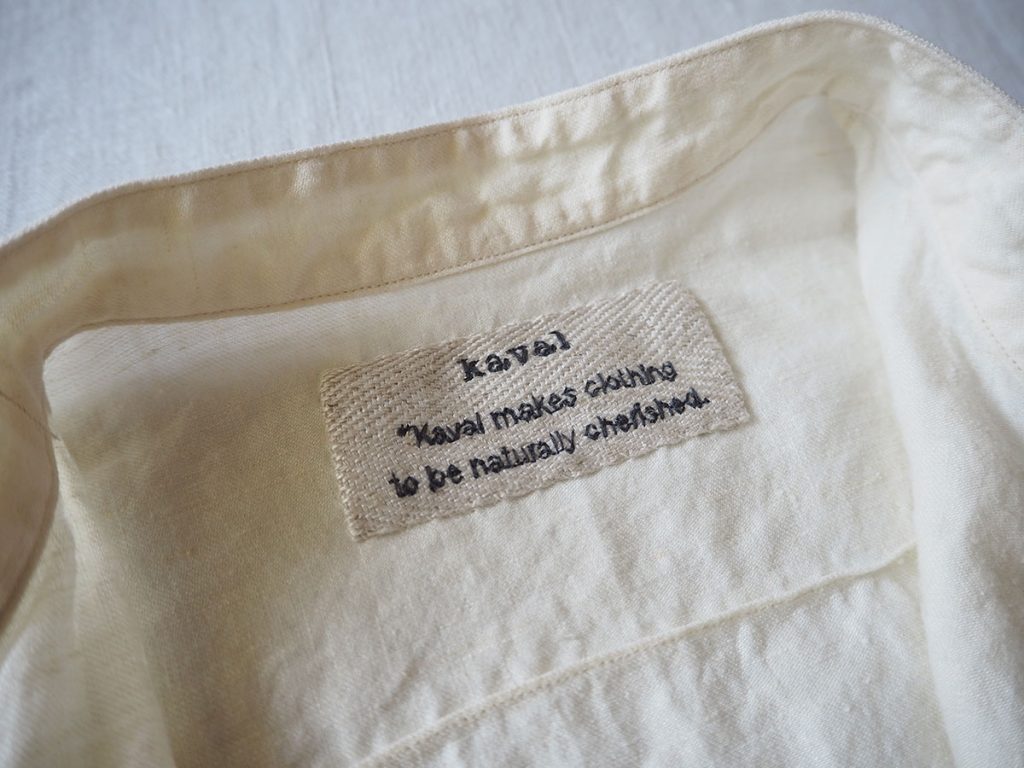 kaval
"Kaval makes clothing
to be naturally cherished.